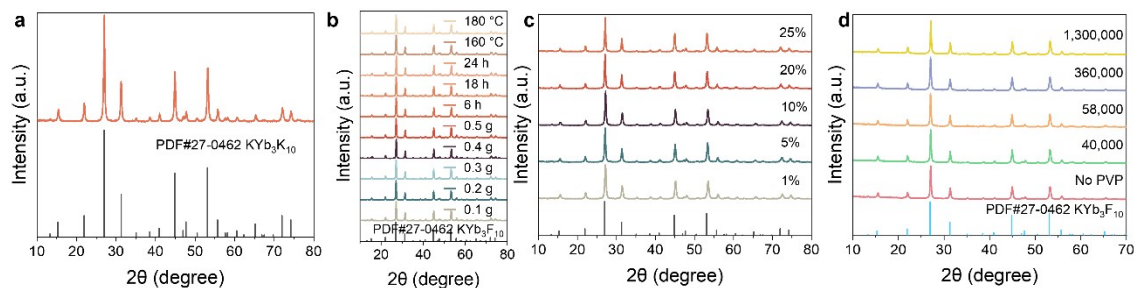 a
Intensity (a.u.)
PDF#27-0462 KYb₃K₁₀
10 20 30 40 50 60 70 80
2θ (degree)
b
Intensity (a.u.)
180 °C
160 °C
24 h
18 h
6 h
0.5 g
0.4 g
0.3 g
0.2 g
0.1 g
PDF#27-0462 KYb₃F₁₀
20 40 60 80
2θ (degree)
c
Intensity (a.u.)
25%
20%
10%
5%
1%
10 20 30 40 50 60 70 80
2θ (degree)
d
Intensity (a.u.)
1,300,000
360,000
58,000
40,000
No PVP
PDF#27-0462 KYb₃F₁₀
10 20 30 40 50 60 70
2θ (degree)